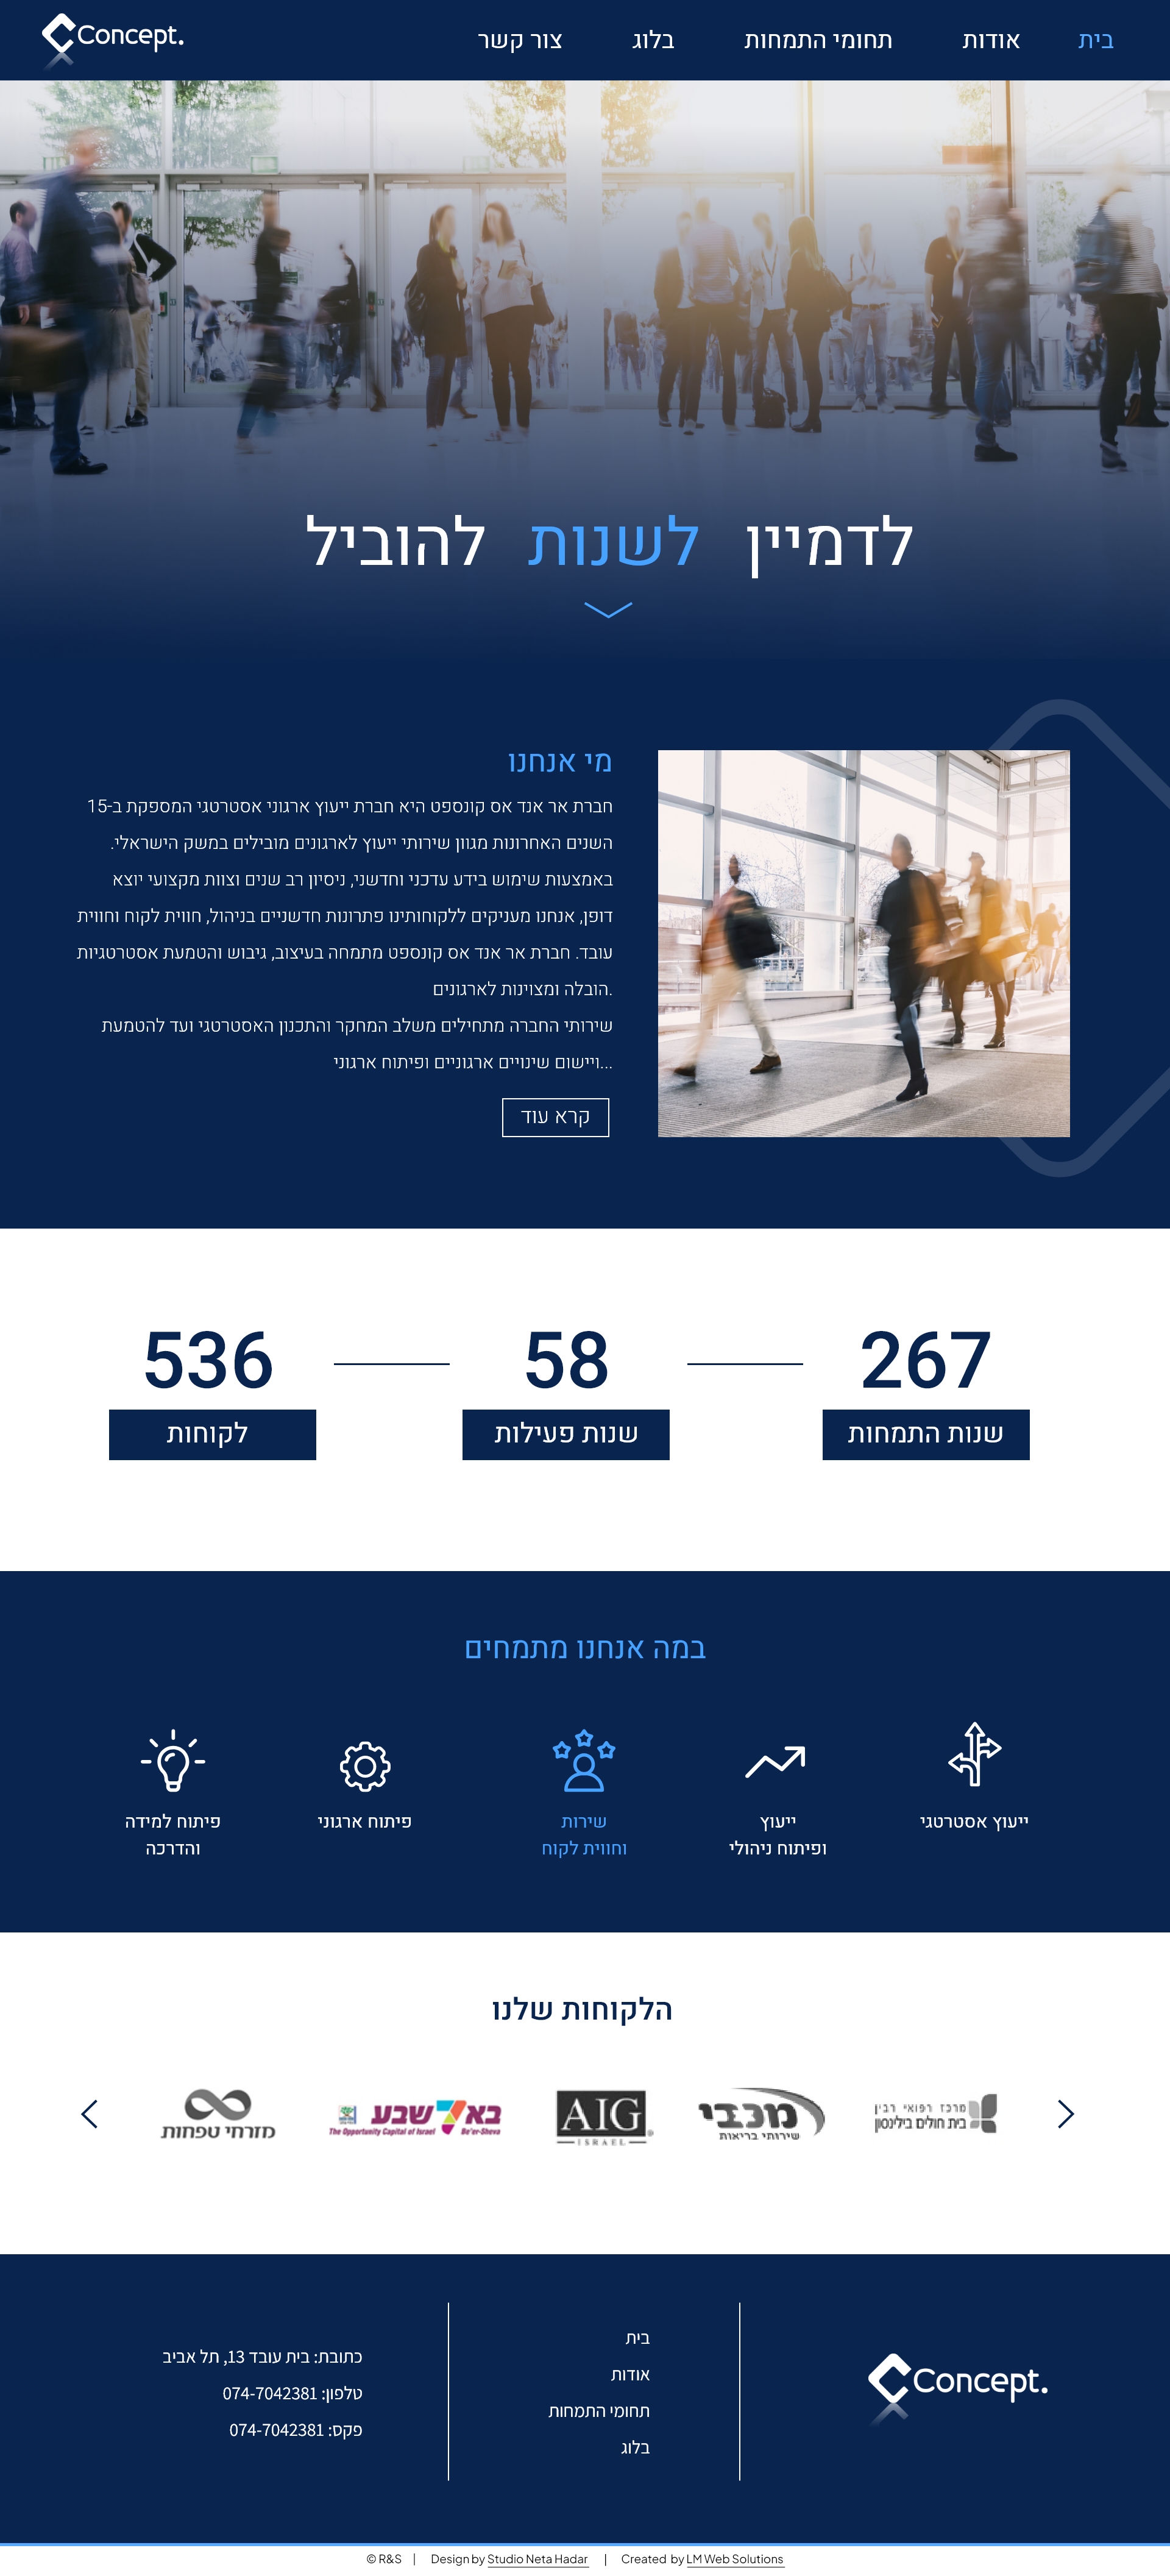 Concept.
בית אודות תחומי התמחות בלוג צור קשר
לדמיין לשנות להוביל
מי אנחנו
חברת אר אנד אס קונספט היא חברת ייעוץ ארגוני אסטרטגי המספקת ב-15
השנים האחרונות מגוון שירותי ייעוץ לארגונים מובילים במשק הישראלי.
באמצעות שימוש בידע עדכני וחדשני, ניסיון רב שנים וצוות מקצועי יוצא
דופן, אנחנו מעניקים ללקוחותינו פתרונות חדשניים בניהול, חווית לקוח וחווית
עובד. חברת אר אנד אס קונספט מתמחה בעיצוב, גיבוש והטמעת אסטרטגיות
.הובלה ומצוינות לארגונים
שירותי החברה מתחילים משלב המחקר והתכנון האסטרטגי ועד להטמעת
...ויישום שינויים ארגוניים ופיתוח ארגוני
קרא עוד
267 58 536
שנות התמחות שנות פעילות לקוחות
במה אנחנו מתמחים
ייעוץ אסטרטגי
ייעוץ
ופיתוח ניהולי
שירות
וחווית לקוח
פיתוח ארגוני
פיתוח למידה
והדרכה
הלקוחות שלנו
מרכז רפואי רבין
בית חולים בילינסון
מכבי
שירותי בריאות
AIG
ISRAEL
באר שבע
The Opportunity Capital of Israel Be'er-Sheva
מזרחי טפחות
Concept.
בית
אודות
תחומי התמחות
בלוג
כתובת: בית עובד 13, תל אביב
טלפון: 074-7042381
פקס: 074-7042381
© R&S | Design by Studio Neta Hadar | Created by LM Web Solutions